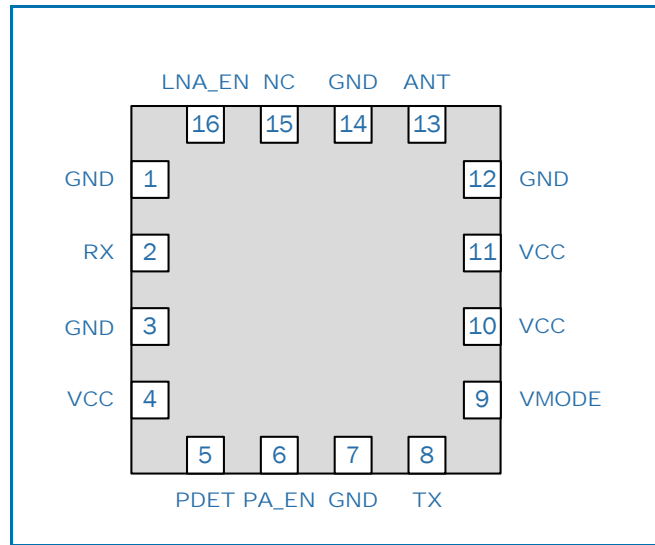 LNA_EN NC GND ANT
16 15 14 13
GND 1 12 GND
RX 2 11 VCC
GND 3 10 VCC
VCC 4 9 VMODE
5 6 7 8
PDET PA_EN GND TX